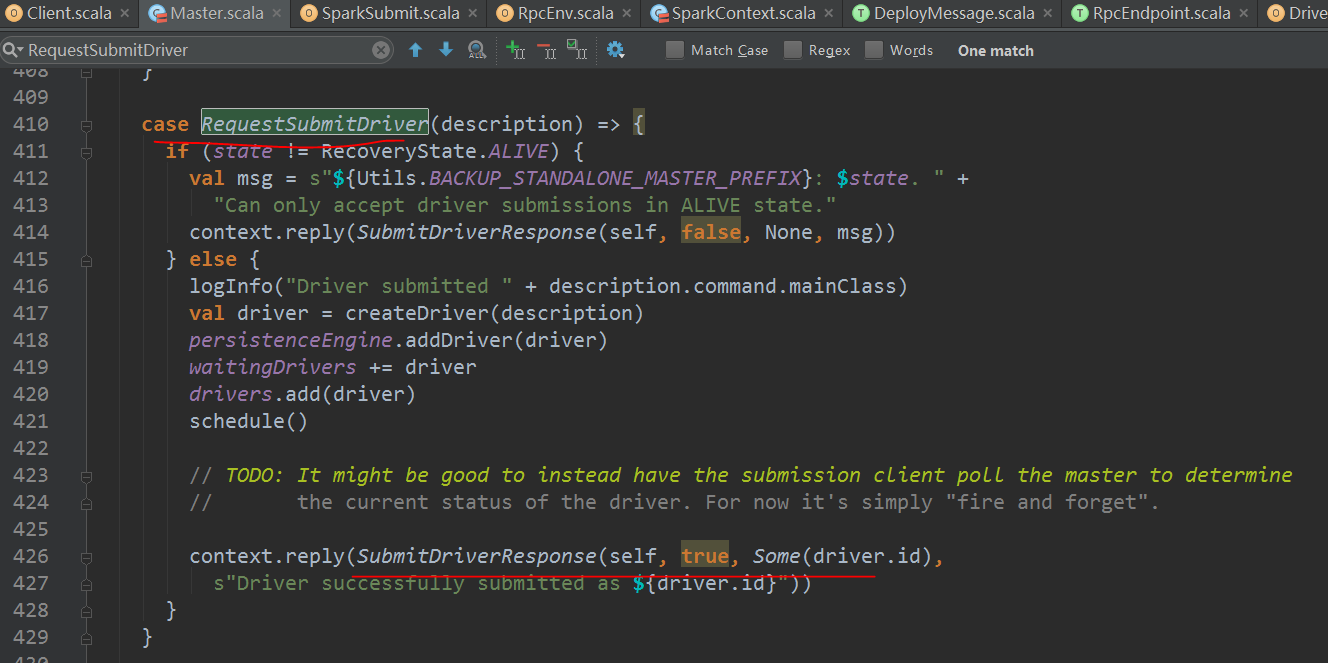 Client.scala × Master.scala × SparkSubmit.scala × RpcEnv.scala × SparkContext.scala × DeployMessage.scala × RpcEndpoint.scala × Drive
RequestSubmitDriver Match Case Regex Words One match
408 }
409
410 case RequestSubmitDriver(description) => {
411 if (state != RecoveryState.ALIVE) {
412 val msg = s"${Utils.BACKUP_STANDALONE_MASTER_PREFIX}: $state. " +
413 "Can only accept driver submissions in ALIVE state."
414 context.reply(SubmitDriverResponse(self, false, None, msg))
415 } else {
416 logInfo("Driver submitted " + description.command.mainClass)
417 val driver = createDriver(description)
418 persistenceEngine.addDriver(driver)
419 waitingDrivers += driver
420 drivers.add(driver)
421 schedule()
422
423 // TODO: It might be good to instead have the submission client poll the master to determine
424 // the current status of the driver. For now it's simply "fire and forget".
425
426 context.reply(SubmitDriverResponse(self, true, Some(driver.id),
427 s"Driver successfully submitted as ${driver.id}"))
428 }
429 }
430